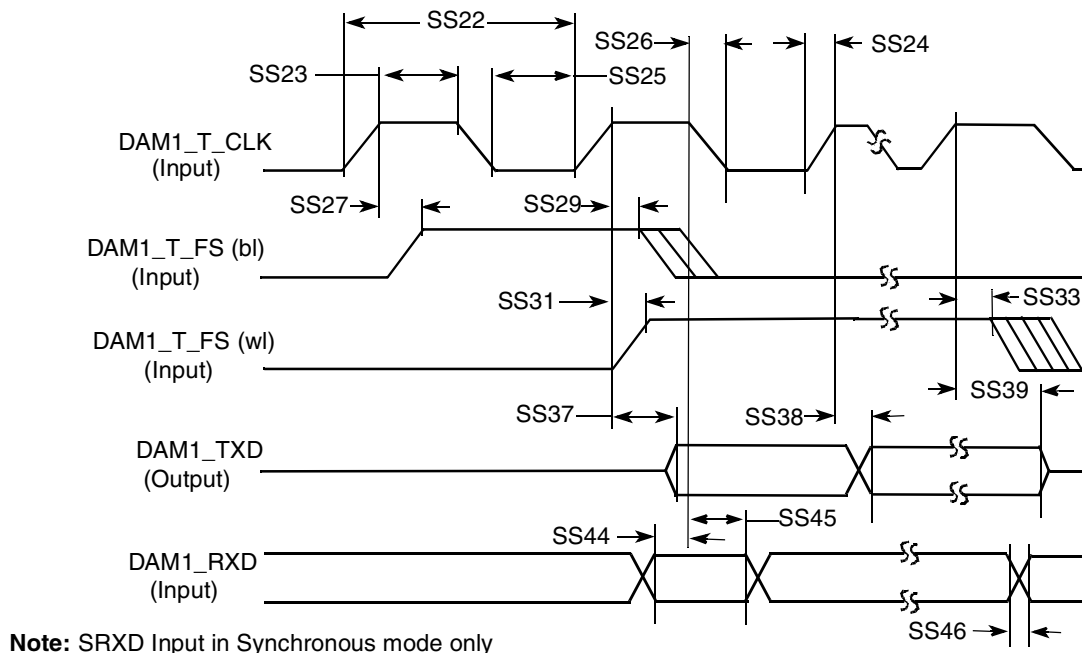 SS22
SS26
SS24
SS23
SS25
DAM1_T_CLK
(Input)
SS27
SS29
DAM1_T_FS (bl)
(Input)
SS31
SS33
DAM1_T_FS (wl)
(Input)
SS39
SS37
SS38
DAM1_TXD
(Output)
SS45
SS44
DAM1_RXD
(Input)
SS46
Note: SRXD Input in Synchronous mode only